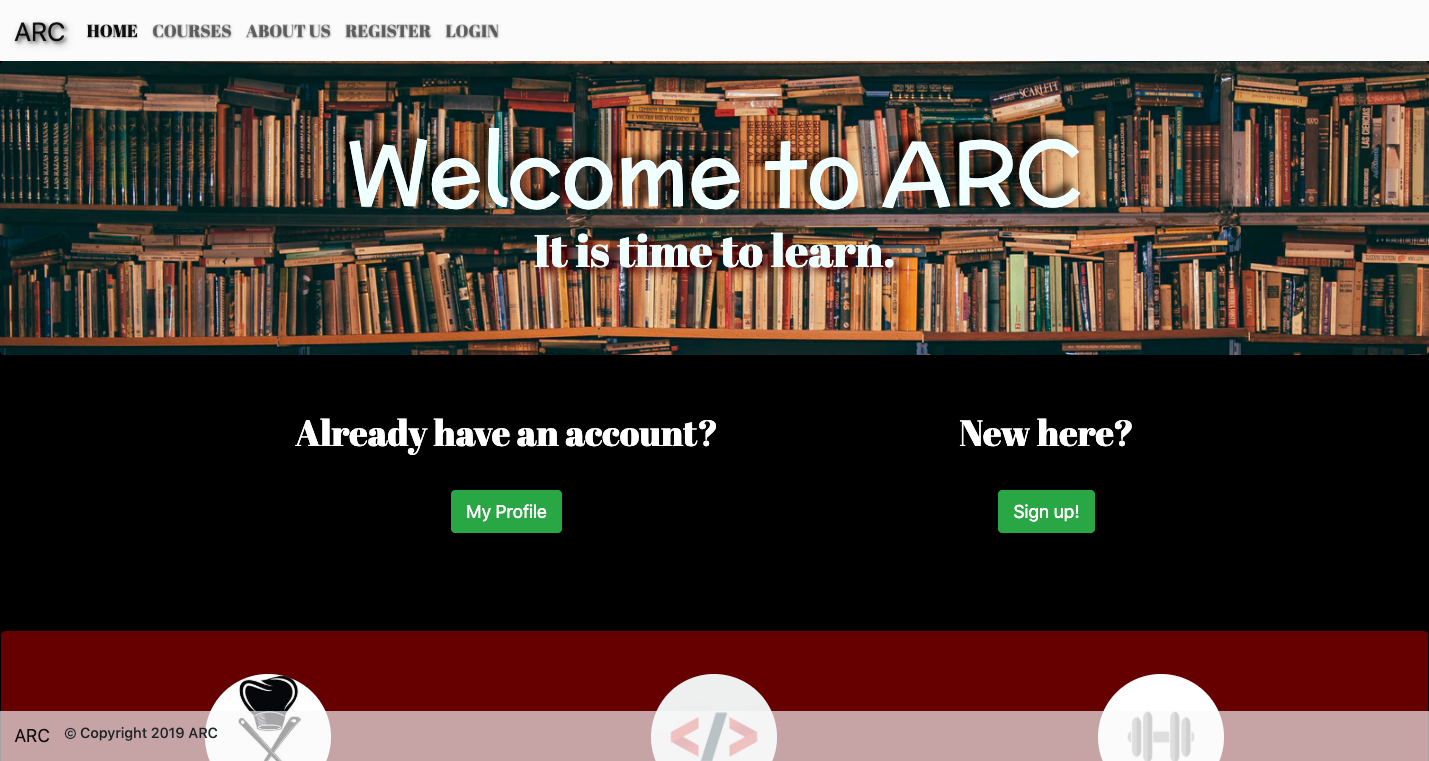 ARC HOME COURSES ABOUT US REGISTER LOGIN
SCARLETT
Welcome to ARC
It is time to learn.
Already have an account? New here?
My Profile Sign up!
</>
ARC © Copyright 2019 ARC